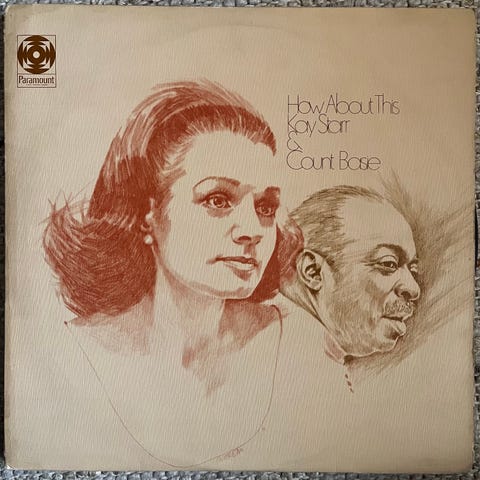 Paramount
How About This
Kay Starr
&
Count Basie